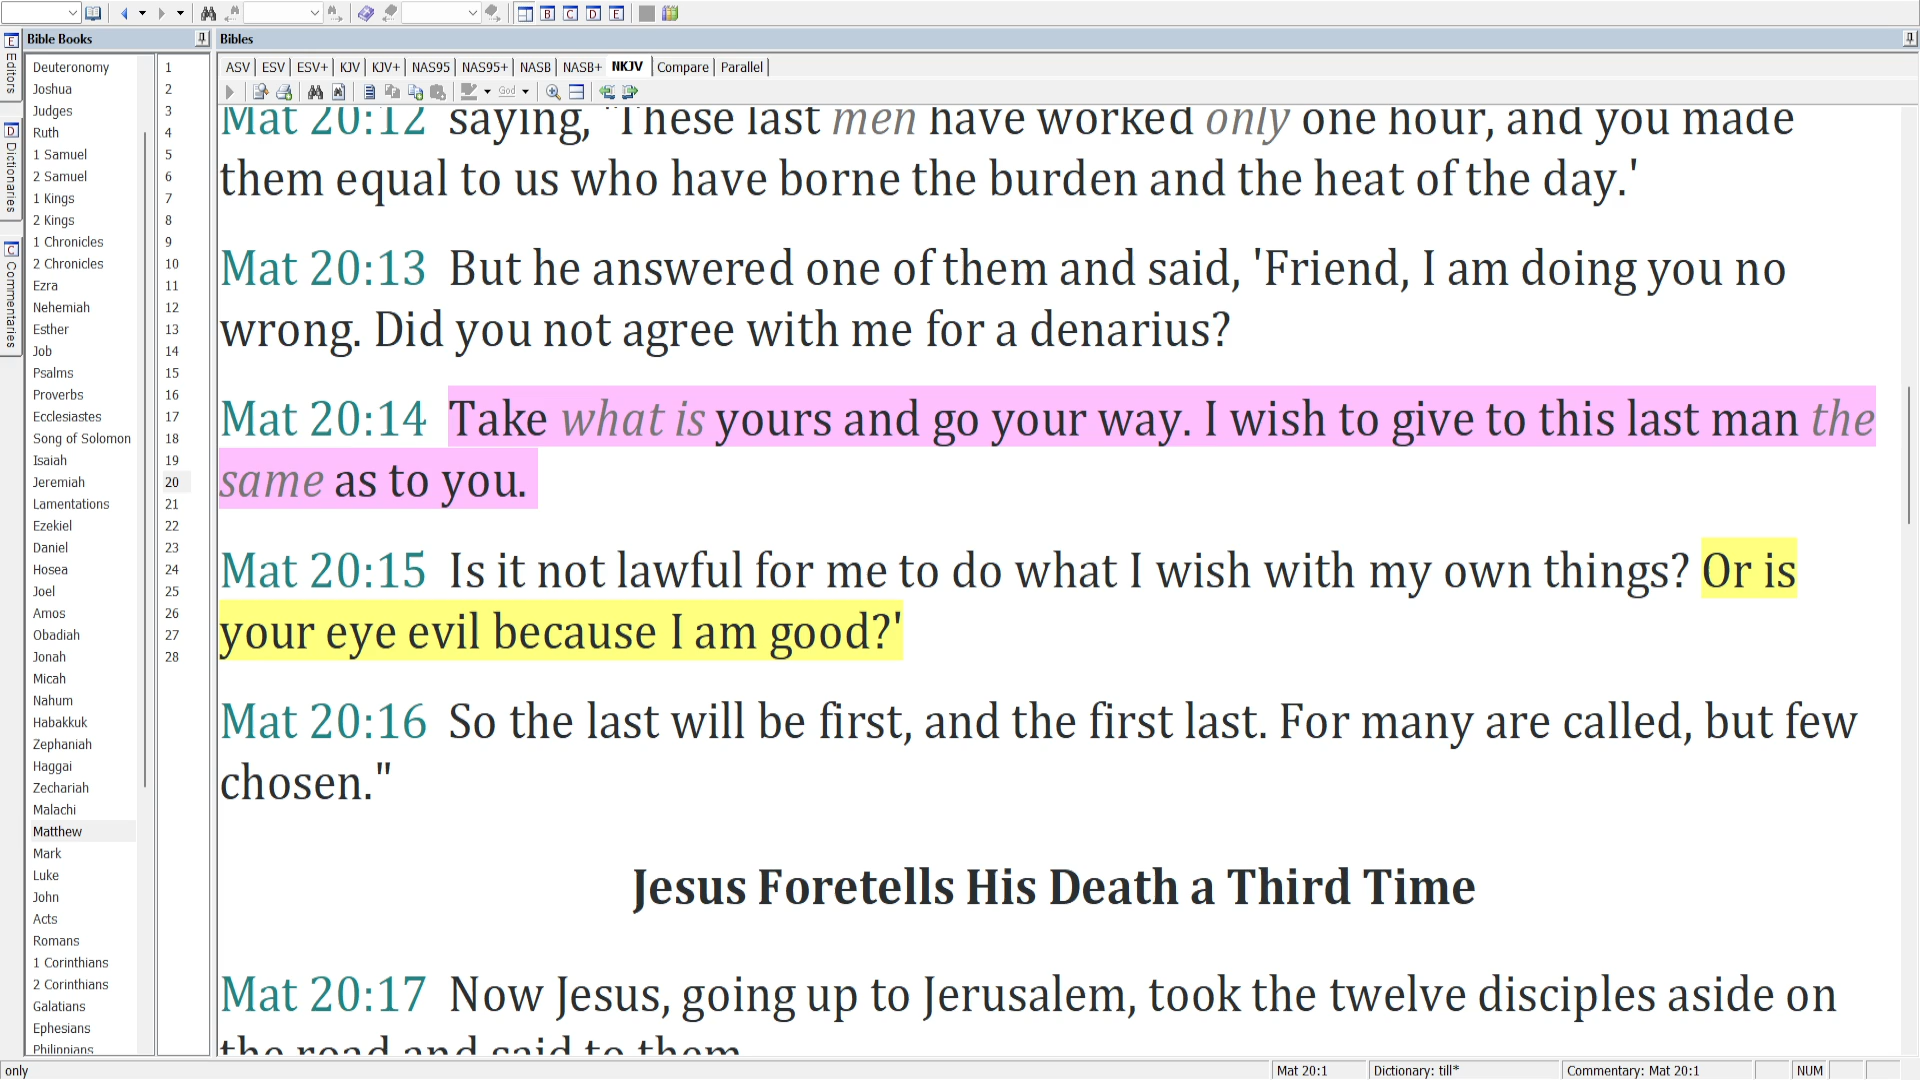 B C D E
Bible Books
Bibles
E Editors
D Dictionaries
C Commentaries
ASV ESV ESV+ KJV KJV+ NAS95 NAS95+ NASB NASB+ NKJV Compare Parallel
God
Deuteronomy
Joshua
Judges
Ruth
1 Samuel
2 Samuel
1 Kings
2 Kings
1 Chronicles
2 Chronicles
Ezra
Nehemiah
Esther
Job
Psalms
Proverbs
Ecclesiastes
Song of Solomon
Isaiah
Jeremiah
Lamentations
Ezekiel
Daniel
Hosea
Joel
Amos
Obadiah
Jonah
Micah
Nahum
Habakkuk
Zephaniah
Haggai
Zechariah
Malachi
Matthew
Mark
Luke
John
Acts
Romans
1 Corinthians
2 Corinthians
Galatians
Ephesians
Philippians
1
2
3
4
5
6
7
8
9
10
11
12
13
14
15
16
17
18
19
20
21
22
23
24
25
26
27
28
Mat 20:12 saying, 'These last men have worked only one hour, and you made
them equal to us who have borne the burden and the heat of the day.'
Mat 20:13 But he answered one of them and said, 'Friend, I am doing you no
wrong. Did you not agree with me for a denarius?
Mat 20:14 Take what is yours and go your way. I wish to give to this last man the
same as to you.
Mat 20:15 Is it not lawful for me to do what I wish with my own things? Or is
your eye evil because I am good?'
Mat 20:16 So the last will be first, and the first last. For many are called, but few
chosen."
Jesus Foretells His Death a Third Time
Mat 20:17 Now Jesus, going up to Jerusalem, took the twelve disciples aside on
the road and said to them,
only
Mat 20:1
Dictionary: till*
Commentary: Mat 20:1
NUM